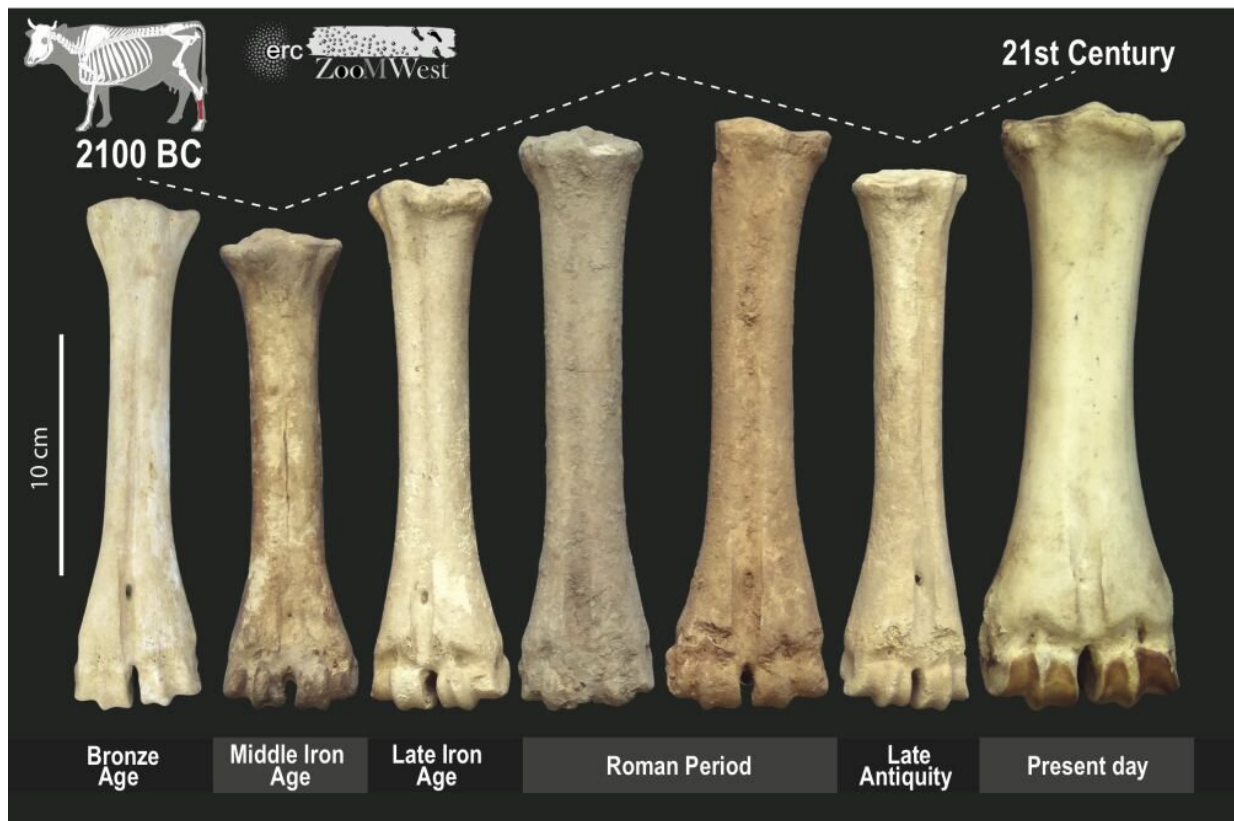 erc
ZooMWest
21st Century
2100 BC
10 cm
Bronze
Age
Middle Iron
Age
Late Iron
Age
Roman Period
Late
Antiquity
Present day